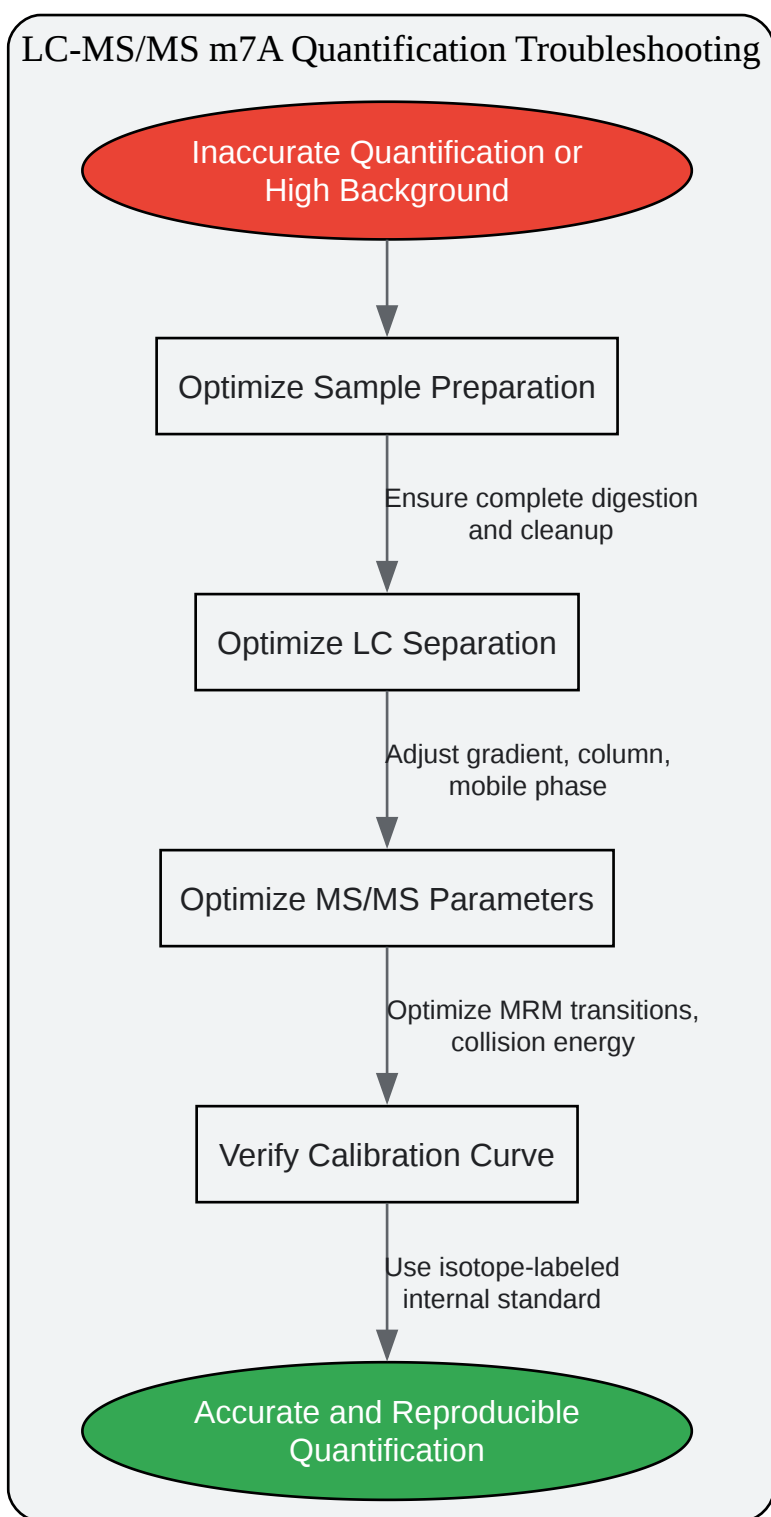 LC-MS/MS m7A Quantification Troubleshooting
Inaccurate Quantification or
High Background
Optimize Sample Preparation
Ensure complete digestion
and cleanup
Optimize LC Separation
Adjust gradient, column,
mobile phase
Optimize MS/MS Parameters
Optimize MRM transitions,
collision energy
Verify Calibration Curve
Use isotope-labeled
internal standard
Accurate and Reproducible
Quantification